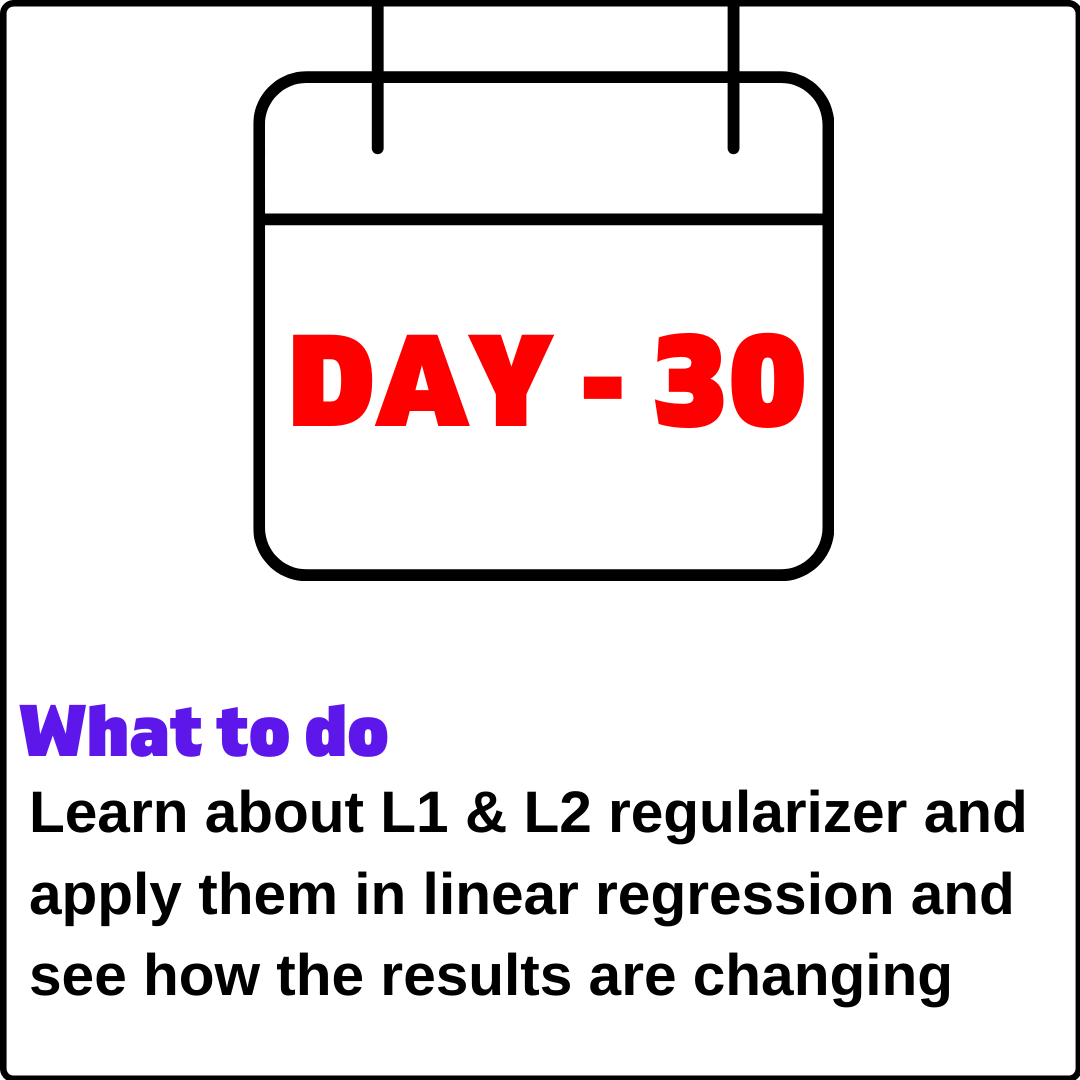 DAY - 30
What to do
Learn about L1 & L2 regularizer and
apply them in linear regression and
see how the results are changing